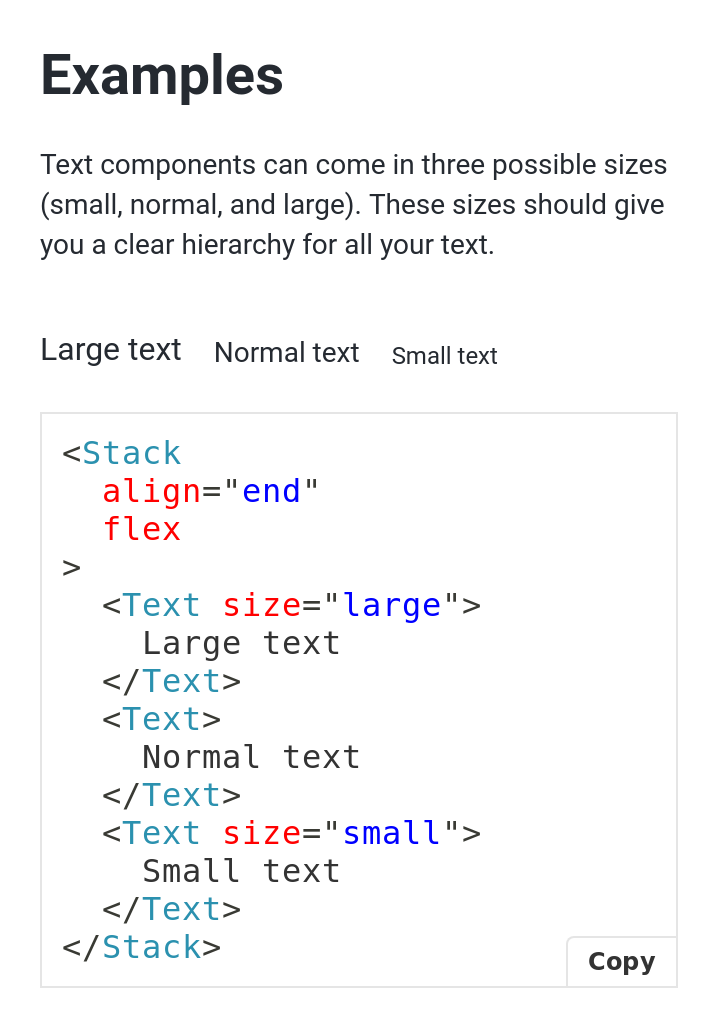 Examples
Text components can come in three possible sizes
(small, normal, and large). These sizes should give
you a clear hierarchy for all your text.
Large text Normal text Small text
<Stack
  align="end"
  flex
>
  <Text size="large">
    Large text
  </Text>
  <Text>
    Normal text
  </Text>
  <Text size="small">
    Small text
  </Text>
</Stack>
Copy